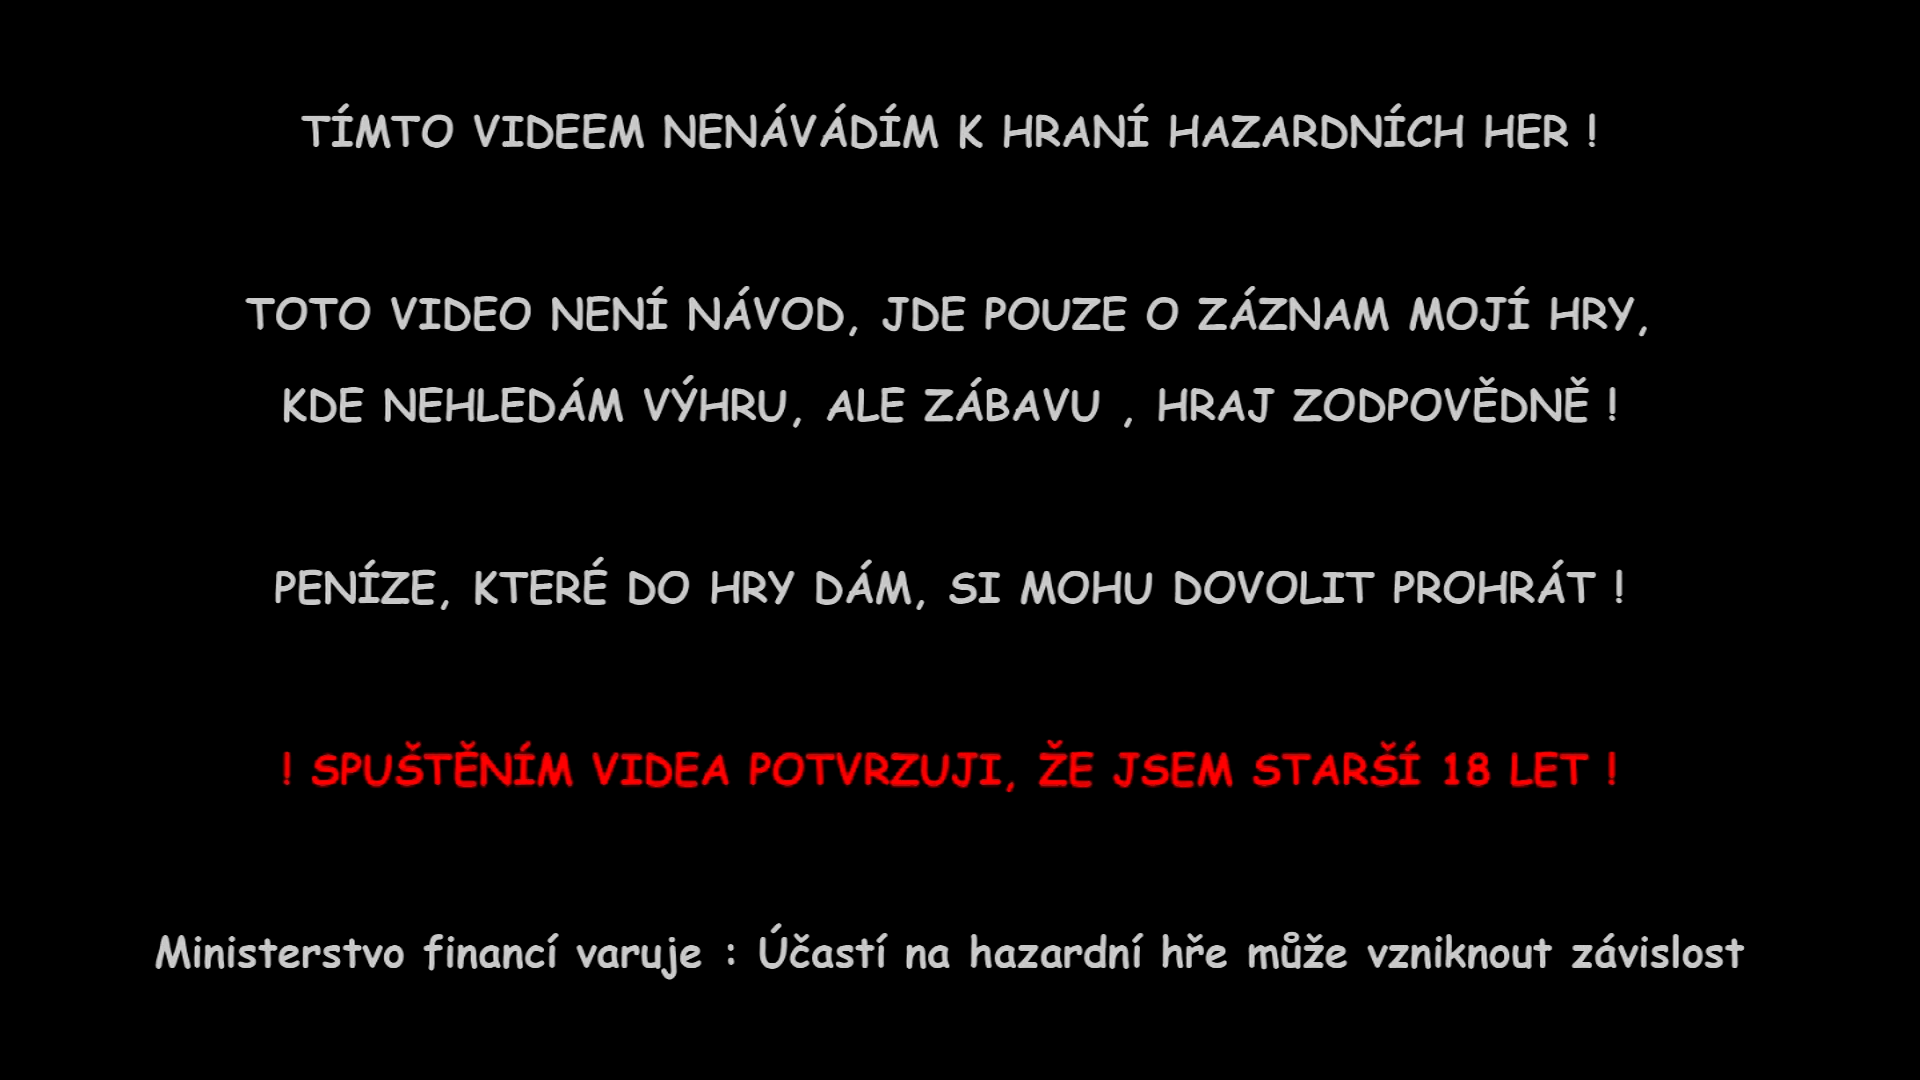 TÍMTO VIDEEM NENÁVÁDÍM K HRANÍ HAZARDNÍCH HER !
TOTO VIDEO NENÍ NÁVOD, JDE POUZE O ZÁZNAM MOJÍ HRY,
KDE NEHLEDÁM VÝHRU, ALE ZÁBAVU , HRAJ ZODPOVĚDNĚ !
PENÍZE, KTERÉ DO HRY DÁM, SI MOHU DOVOLIT PROHRÁT !
! SPUŠTĚNÍM VIDEA POTVRZUJI, ŽE JSEM STARŠÍ 18 LET !
Ministerstvo financí varuje : Účastí na hazardní hře může vzniknout závislost